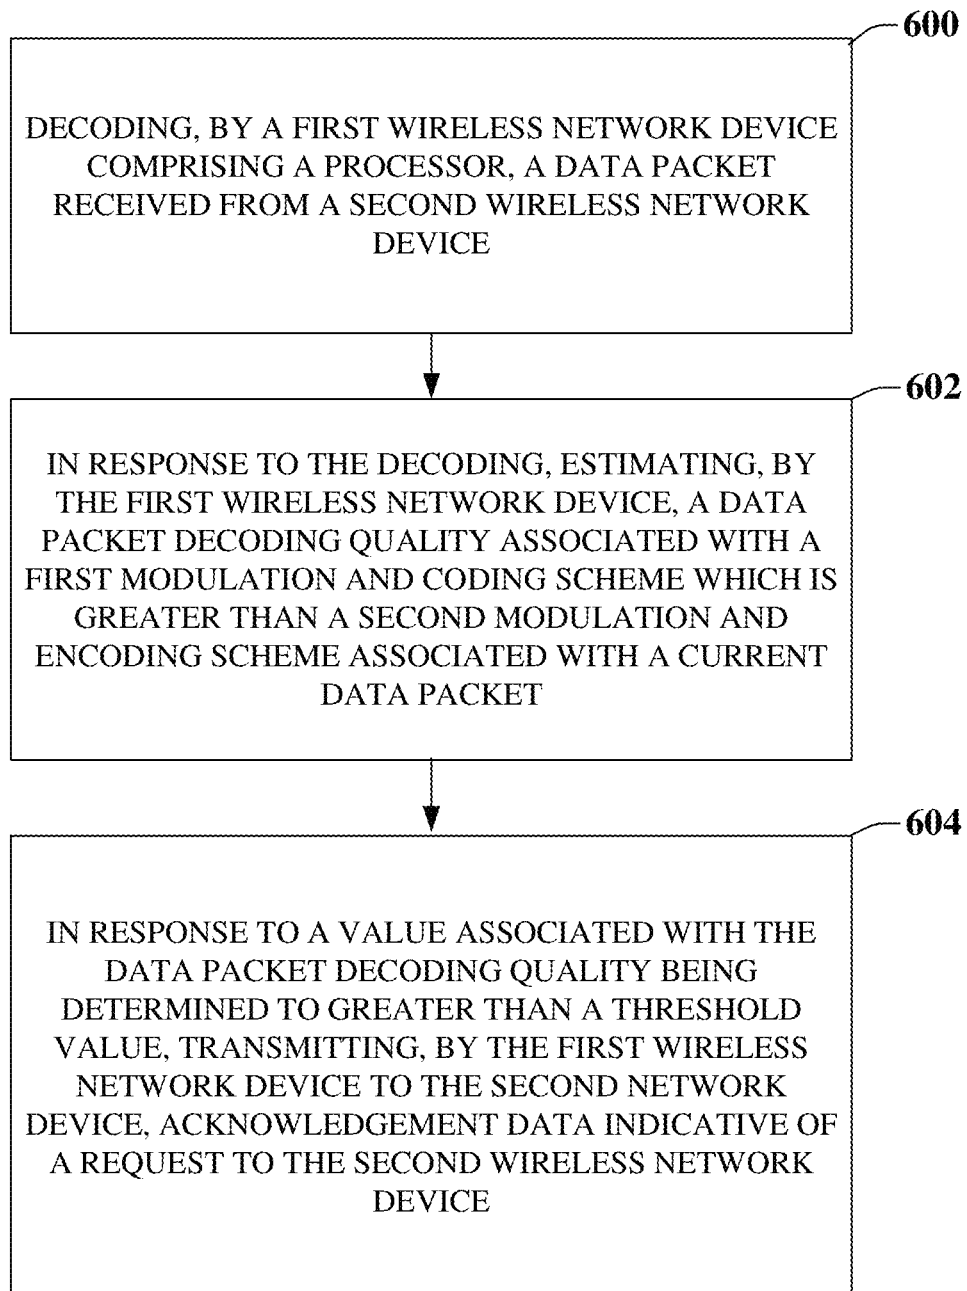 600
DECODING, BY A FIRST WIRELESS NETWORK DEVICE
COMPRISING A PROCESSOR, A DATA PACKET
RECEIVED FROM A SECOND WIRELESS NETWORK
DEVICE
602
IN RESPONSE TO THE DECODING, ESTIMATING, BY
THE FIRST WIRELESS NETWORK DEVICE, A DATA
PACKET DECODING QUALITY ASSOCIATED WITH A
FIRST MODULATION AND CODING SCHEME WHICH IS
GREATER THAN A SECOND MODULATION AND
ENCODING SCHEME ASSOCIATED WITH A CURRENT
DATA PACKET
604
IN RESPONSE TO A VALUE ASSOCIATED WITH THE
DATA PACKET DECODING QUALITY BEING
DETERMINED TO GREATER THAN A THRESHOLD
VALUE, TRANSMITTING, BY THE FIRST WIRELESS
NETWORK DEVICE TO THE SECOND NETWORK
DEVICE, ACKNOWLEDGEMENT DATA INDICATIVE OF
A REQUEST TO THE SECOND WIRELESS NETWORK
DEVICE